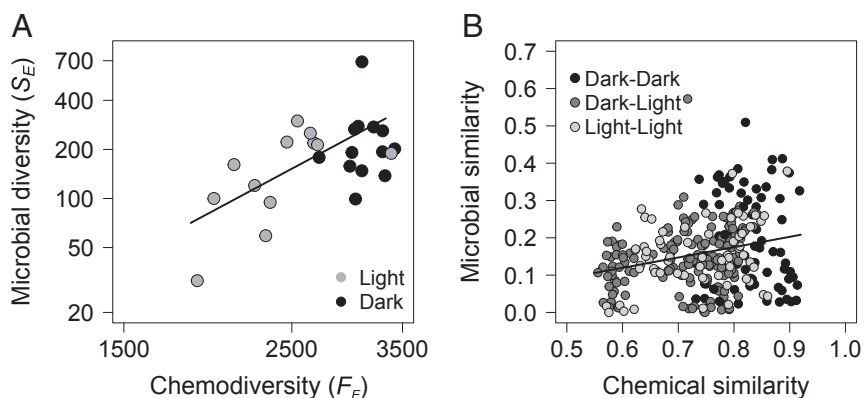 A
Microbial diversity (S_E)
700
400
200
100
50
20
1500
2500
3500
Chemodiversity (F_E)
Light
Dark
B
Microbial similarity
0.7
0.6
0.5
0.4
0.3
0.2
0.1
0.0
0.5
0.6
0.7
0.8
0.9
1.0
Chemical similarity
Dark-Dark
Dark-Light
Light-Light